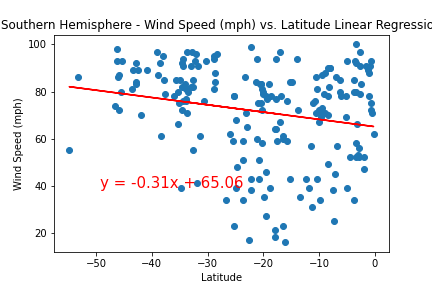 Southern Hemisphere - Wind Speed (mph) vs. Latitude Linear Regressio
100
80
60
40
20
Wind Speed (mph)
y = -0.31x + 65.06
−50
−40
−30
−20
−10
0
Latitude